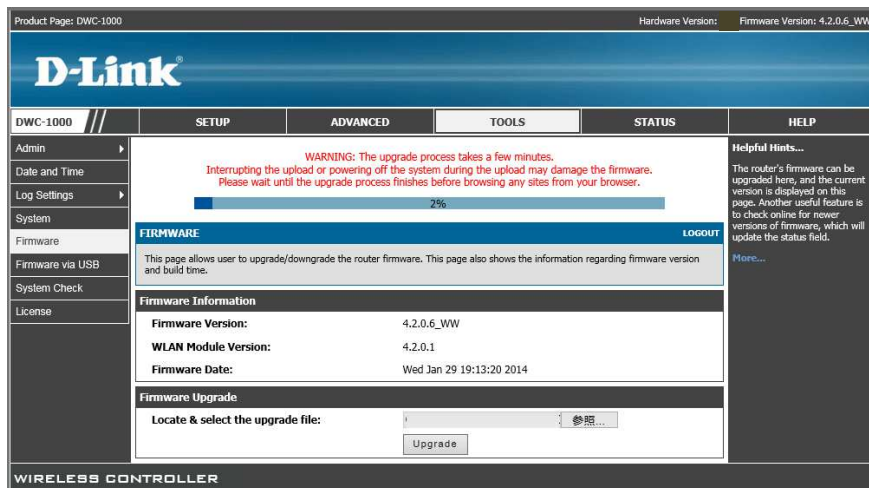 Product Page: DWC-1000
Hardware Version:
Firmware Version: 4.2.0.6_WW
D-Link®
DWC-1000
SETUP
ADVANCED
TOOLS
STATUS
HELP
Admin
Date and Time
Log Settings
System
Firmware
Firmware via USB
System Check
License
WARNING: The upgrade process takes a few minutes.
Interrupting the upload or powering off the system during the upload may damage the firmware.
Please wait until the upgrade process finishes before browsing any sites from your browser.
2%
FIRMWARE
LOGOUT
This page allows user to upgrade/downgrade the router firmware. This page also shows the information regarding firmware version
and build time.
Firmware Information
Firmware Version: 4.2.0.6_WW
WLAN Module Version: 4.2.0.1
Firmware Date: Wed Jan 29 19:13:20 2014
Firmware Upgrade
Locate & select the upgrade file: 参照...
Upgrade
Helpful Hints...
The router's firmware can be
upgraded here, and the current
version is displayed on this
page. Another useful feature is
to check online for newer
versions of firmware, which will
update the status field.
More...
WIRELESS CONTROLLER